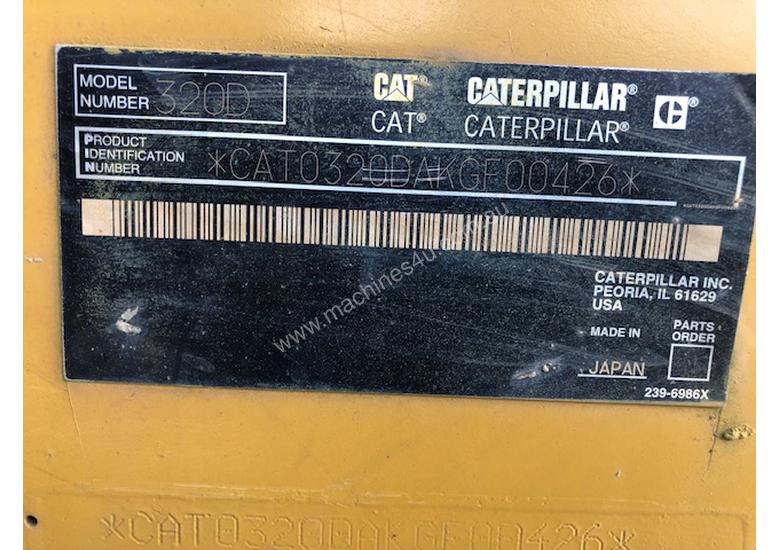 MODEL NUMBER 320D
CAT® CATERPILLAR® C®
CAT® CATERPILLAR®
PRODUCT IDENTIFICATION NUMBER *CAT0320DAKGF00426*
www.machines4u.com.au
CATERPILLAR INC.
PEORIA, IL 61629
USA
MADE IN JAPAN
PARTS ORDER
239-6986X
*CAT0320DAKGF00426*